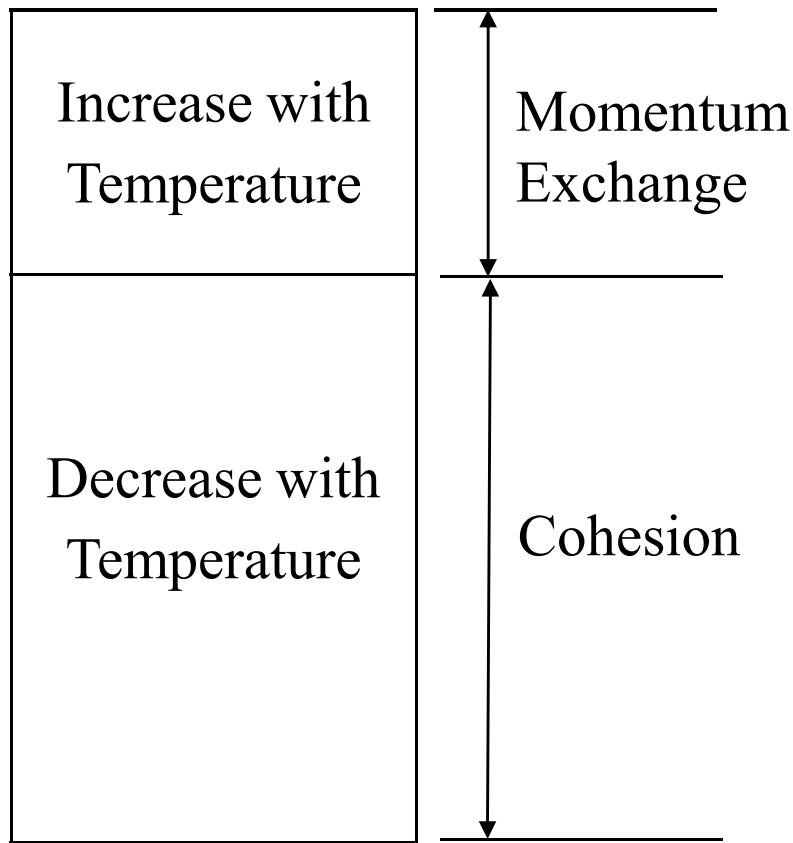 Increase with
Temperature
Momentum
Exchange
Decrease with
Temperature
Cohesion